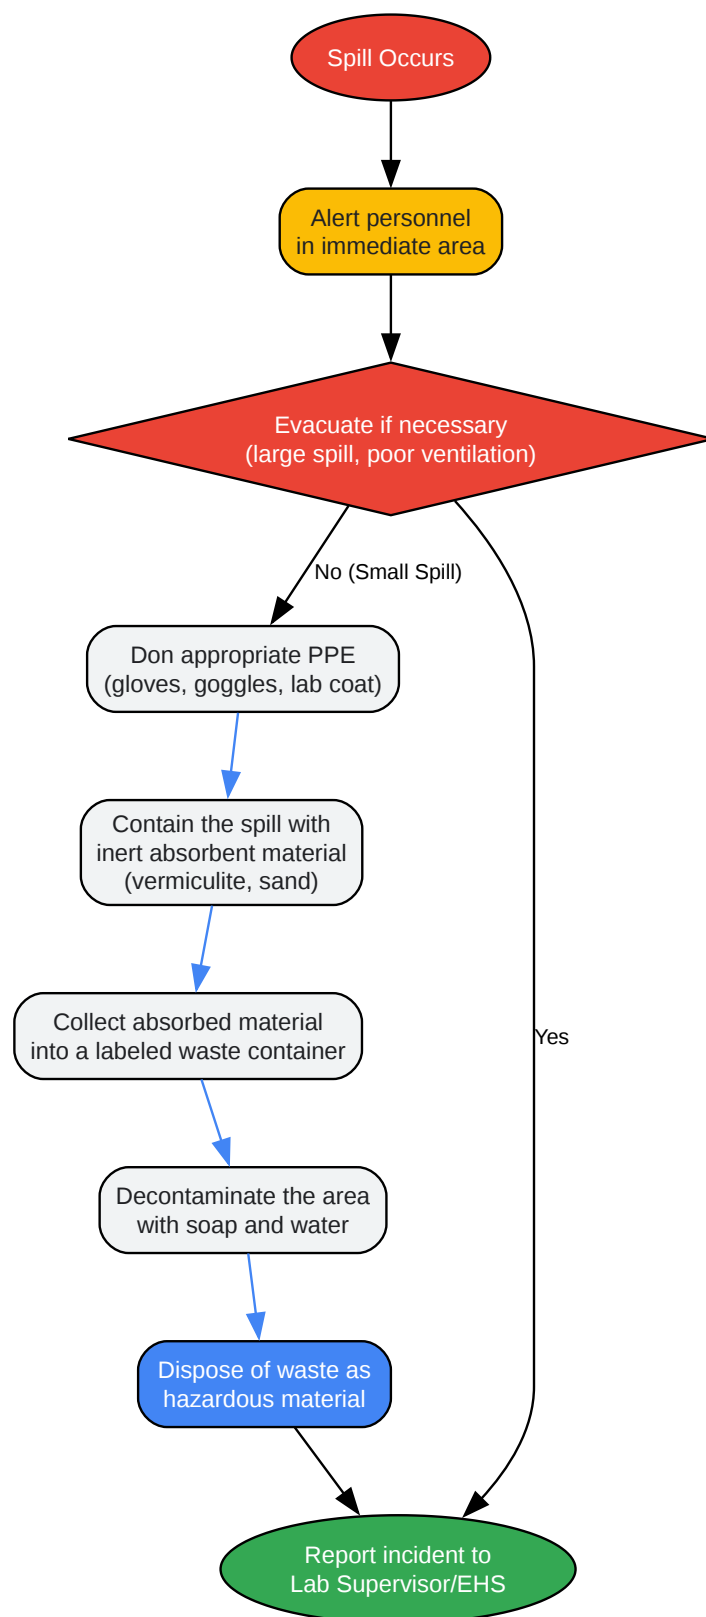 Spill Occurs
Alert personnel
in immediate area
Evacuate if necessary
(large spill, poor ventilation)
No (Small Spill)
Don appropriate PPE
(gloves, goggles, lab coat)
Contain the spill with
inert absorbent material
(vermiculite, sand)
Collect absorbed material
into a labeled waste container
Yes
Decontaminate the area
with soap and water
Dispose of waste as
hazardous material
Report incident to
Lab Supervisor/EHS